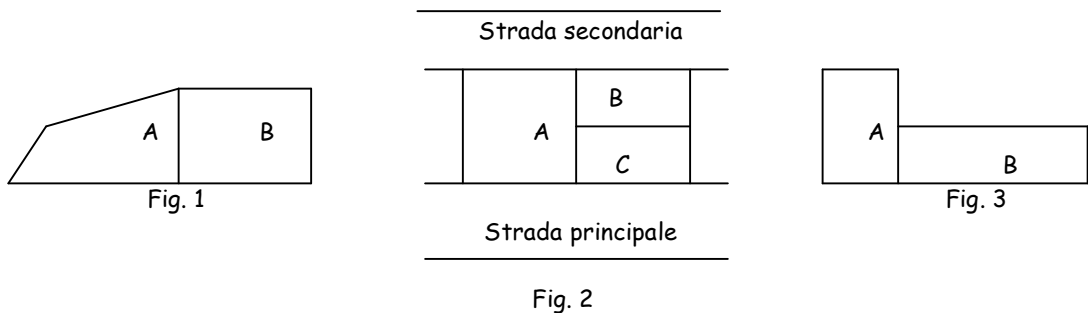 Strada secondaria
A
B
Fig. 1
A
B
C
Strada principale
Fig. 2
A
B
Fig. 3